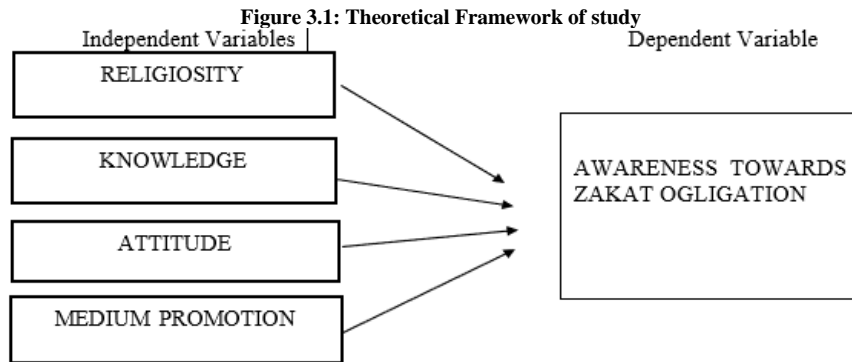 Figure 3.1: Theoretical Framework of study
Independent Variables
Dependent Variable
RELIGIOSITY
KNOWLEDGE
ATTITUDE
MEDIUM PROMOTION
AWARENESS TOWARDS
ZAKAT OGLIGATION